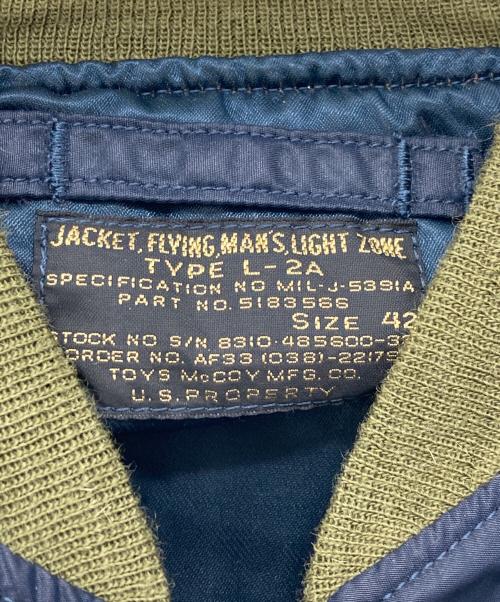 JACKET, FLYING, MAN'S, LIGHT ZONE
TYPE L-2A
SPECIFICATION NO MIL-J-5391A
PART NO. 5183566
SIZE 42
STOCK NO S/N 8310-485600-3
ORDER NO. AF33 (038)-22179
TOYS McCOY MFG. CO.
U.S. PROPERTY